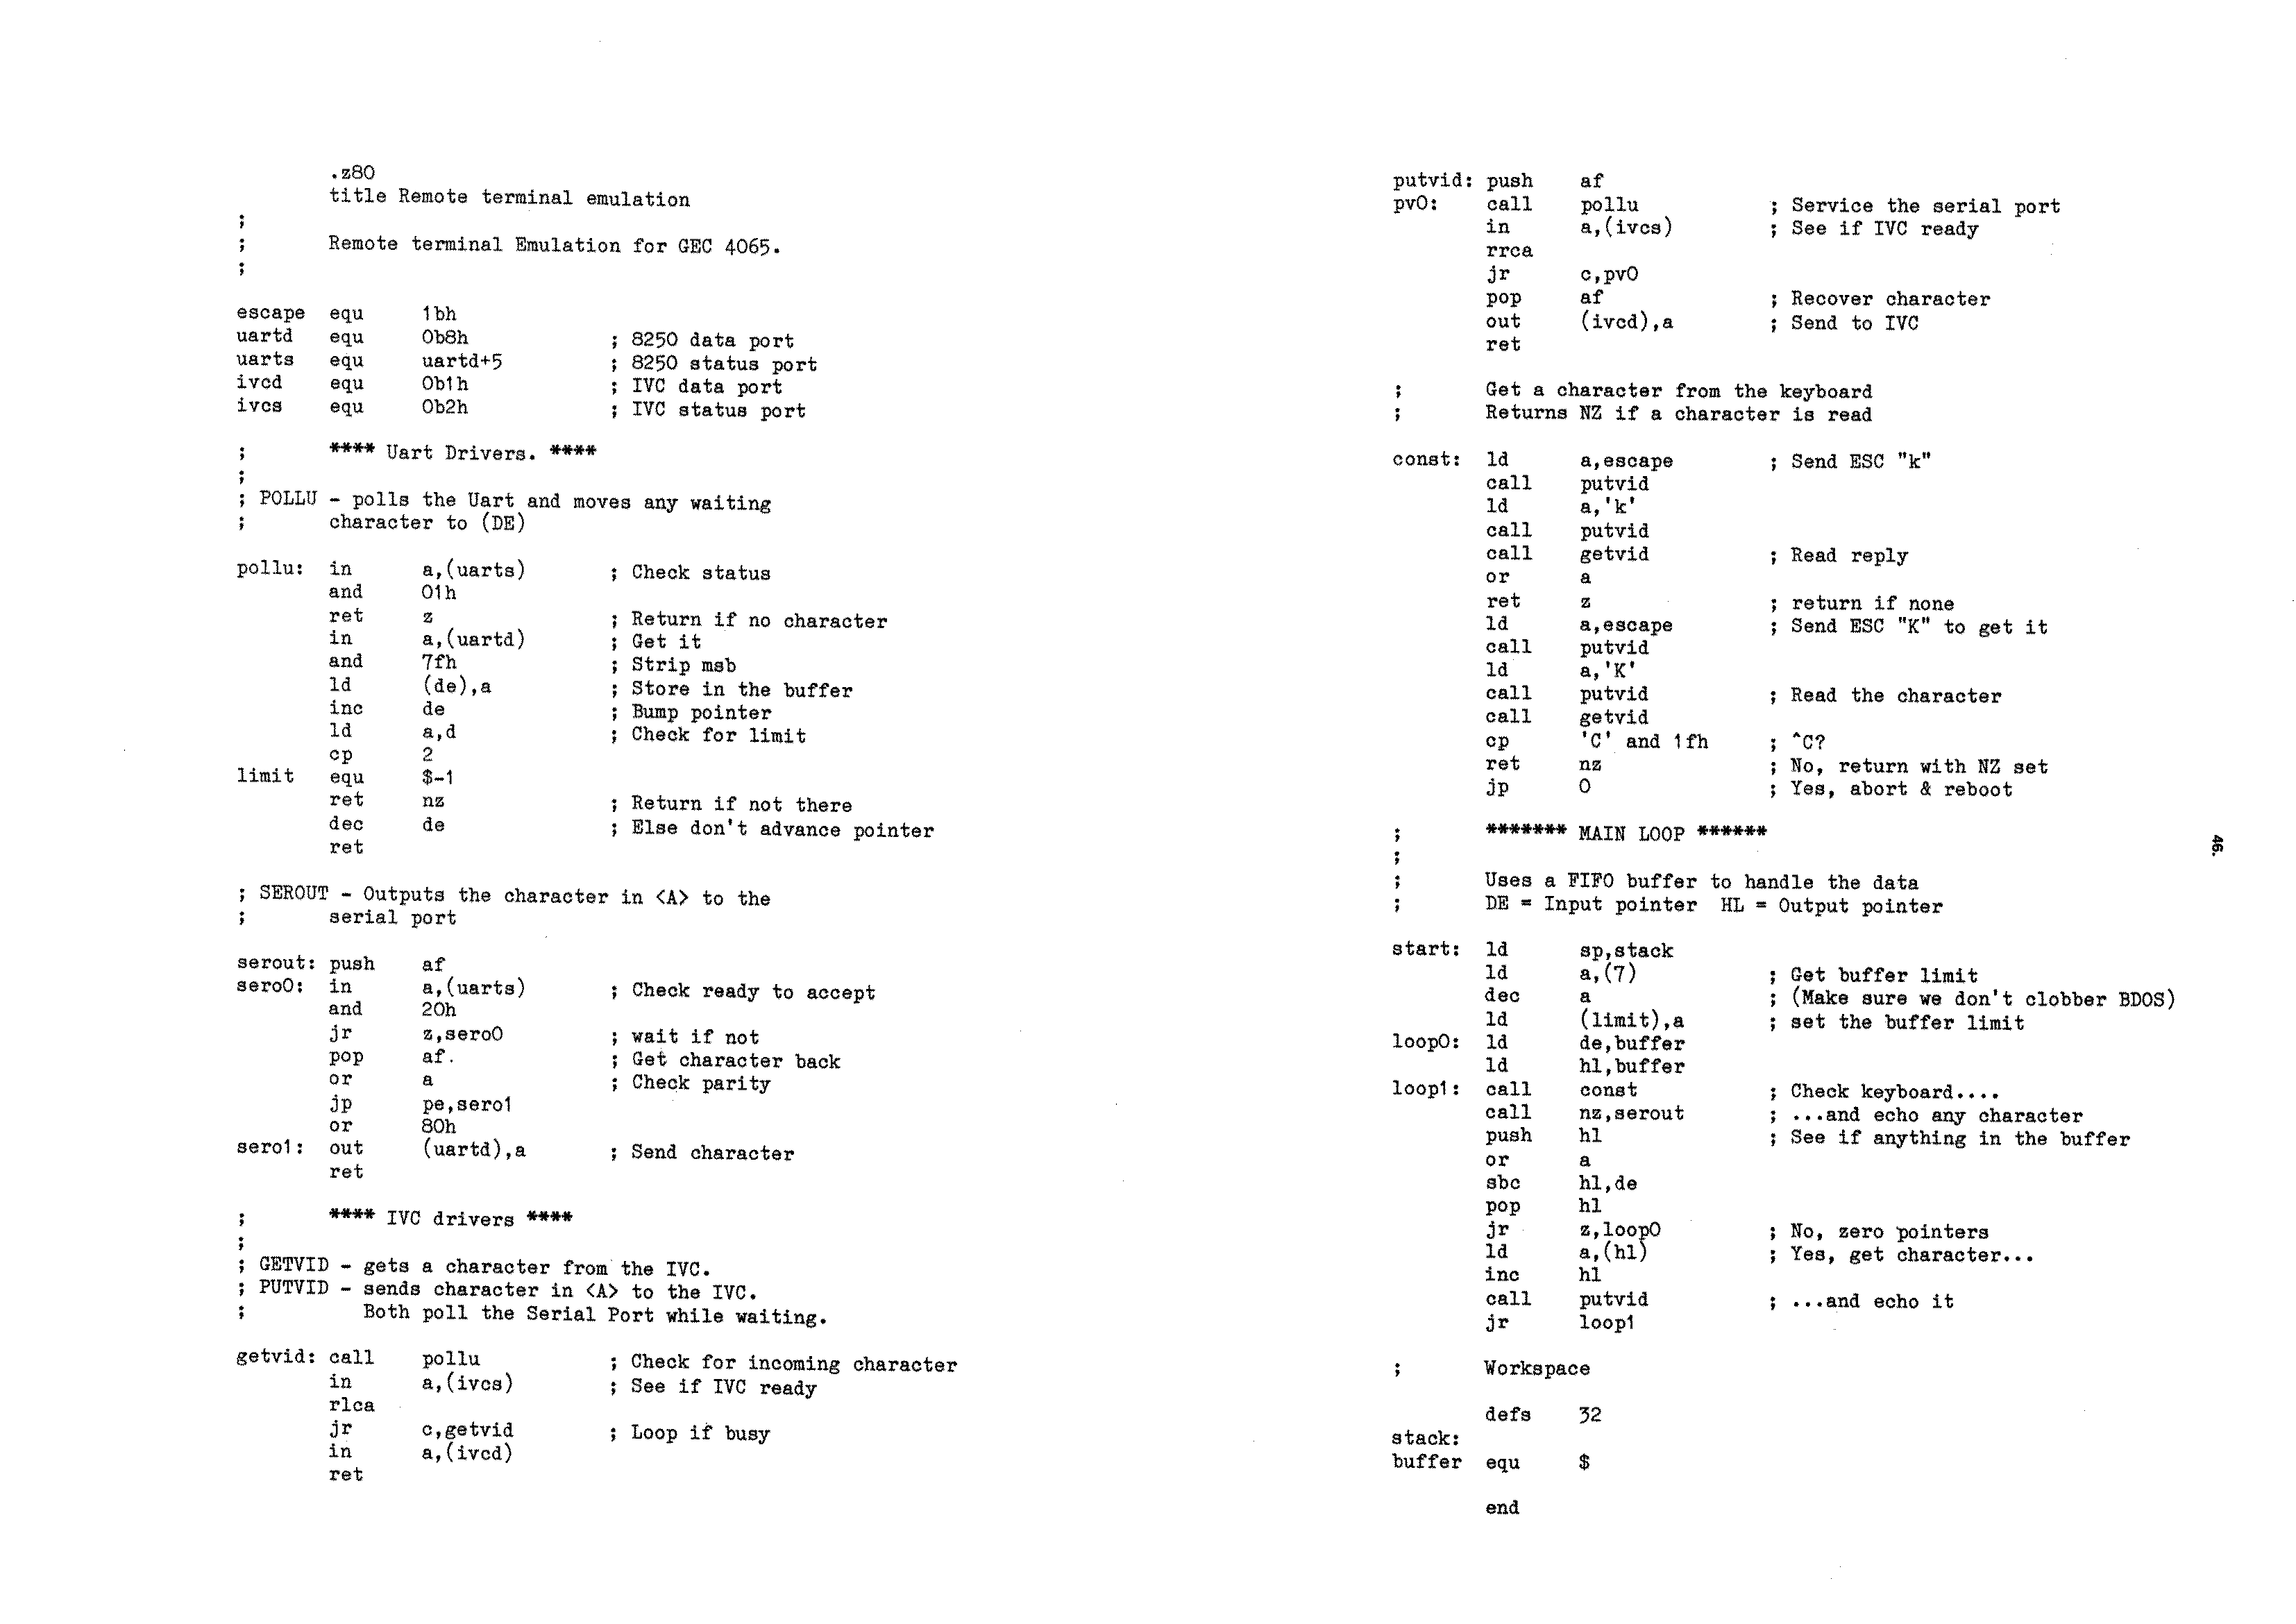 .z80
title Remote terminal emulation
;
; Remote terminal Emulation for GEC 4065.
;
escape equ 1bh
uartd equ 0b8h ; 8250 data port
uarts equ uartd+5 ; 8250 status port
ivcd equ 0b1h ; IVC data port
ivcs equ 0b2h ; IVC status port
; **** Uart Drivers. ****
;
; POLLU - polls the Uart and moves any waiting
; character to (DE)
pollu: in a,(uarts) ; Check status
and 01h
ret z ; Return if no character
in a,(uartd) ; Get it
and 7fh ; Strip msb
ld (de),a ; Store in the buffer
inc de ; Bump pointer
ld a,d ; Check for limit
cp 2
limit equ $-1
ret nz ; Return if not there
dec de ; Else don't advance pointer
ret
; SEROUT - Outputs the character in <A> to the
; serial port
serout: push af
sero0: in a,(uarts) ; Check ready to accept
and 20h
jr z,sero0 ; wait if not
pop af. ; Get character back
or a ; Check parity
jp pe,sero1
or 80h
sero1: out (uartd),a ; Send character
ret
; **** IVC drivers ****
;
; GETVID - gets a character from the IVC.
; PUTVID - sends character in <A> to the IVC.
; Both poll the Serial Port while waiting.
getvid: call pollu ; Check for incoming character
in a,(ivcs) ; See if IVC ready
rlca
jr c,getvid ; Loop if busy
in a,(ivcd)
ret
putvid: push af
pv0: call pollu ; Service the serial port
in a,(ivcs) ; See if IVC ready
rrca
jr c,pv0
pop af ; Recover character
out (ivcd),a ; Send to IVC
ret
; Get a character from the keyboard
; Returns NZ if a character is read
const: ld a,escape ; Send ESC "k"
call putvid
ld a,'k'
call putvid
call getvid ; Read reply
or a
ret z ; return if none
ld a,escape ; Send ESC "K" to get it
call putvid
ld a,'K'
call putvid ; Read the character
call getvid
cp 'C' and 1fh ; ^C?
ret nz ; No, return with NZ set
jp 0 ; Yes, abort & reboot
; ******* MAIN LOOP ******
;
; Uses a FIFO buffer to handle the data
; DE = Input pointer HL = Output pointer
start: ld sp,stack
ld a,(7) ; Get buffer limit
dec a ; (Make sure we don't clobber BDOS)
ld (limit),a ; set the buffer limit
loop0: ld de,buffer
ld hl,buffer
loop1: call const ; Check keyboard....
call nz,serout ; ...and echo any character
push hl ; See if anything in the buffer
or a
sbc hl,de
pop hl
jr z,loop0 ; No, zero pointers
ld a,(hl) ; Yes, get character...
inc hl
call putvid ; ...and echo it
jr loop1
; Workspace
defs 32
stack:
buffer equ $
end
46.